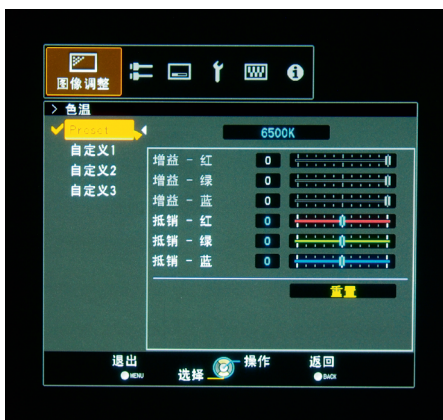 图像调整
> 色温
Preset
6500K
自定义1
自定义2
自定义3
增益 - 红 0
增益 - 绿 0
增益 - 蓝 0
抵销 - 红 0
抵销 - 绿 0
抵销 - 蓝 0
重置
退出
MENU
选择
操作
返回
BACK